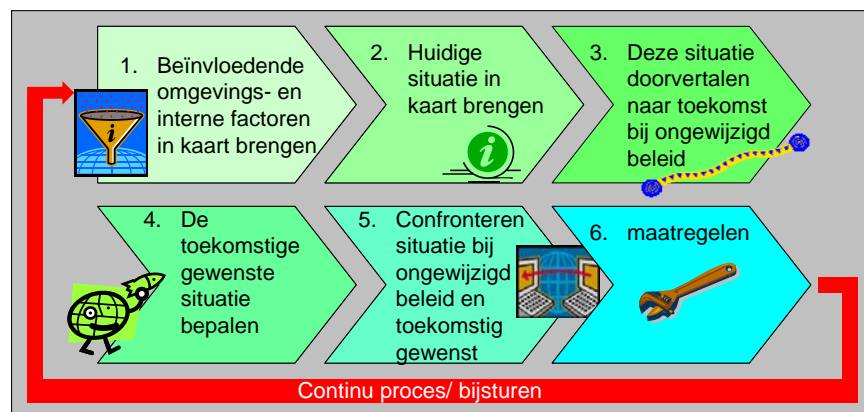 1. Beïnvloedende
omgevings- en
interne factoren
in kaart brengen
2. Huidige
situatie in
kaart brengen
3. Deze situatie
doorvertalen
naar toekomst
bij ongewijzigd
beleid
4. De
toekomstige
gewenste
situatie
bepalen
5. Confronteren
situatie bij
ongewijzigd
beleid en
toekomstig
gewenst
6. maatregelen
Continu proces/ bijsturen